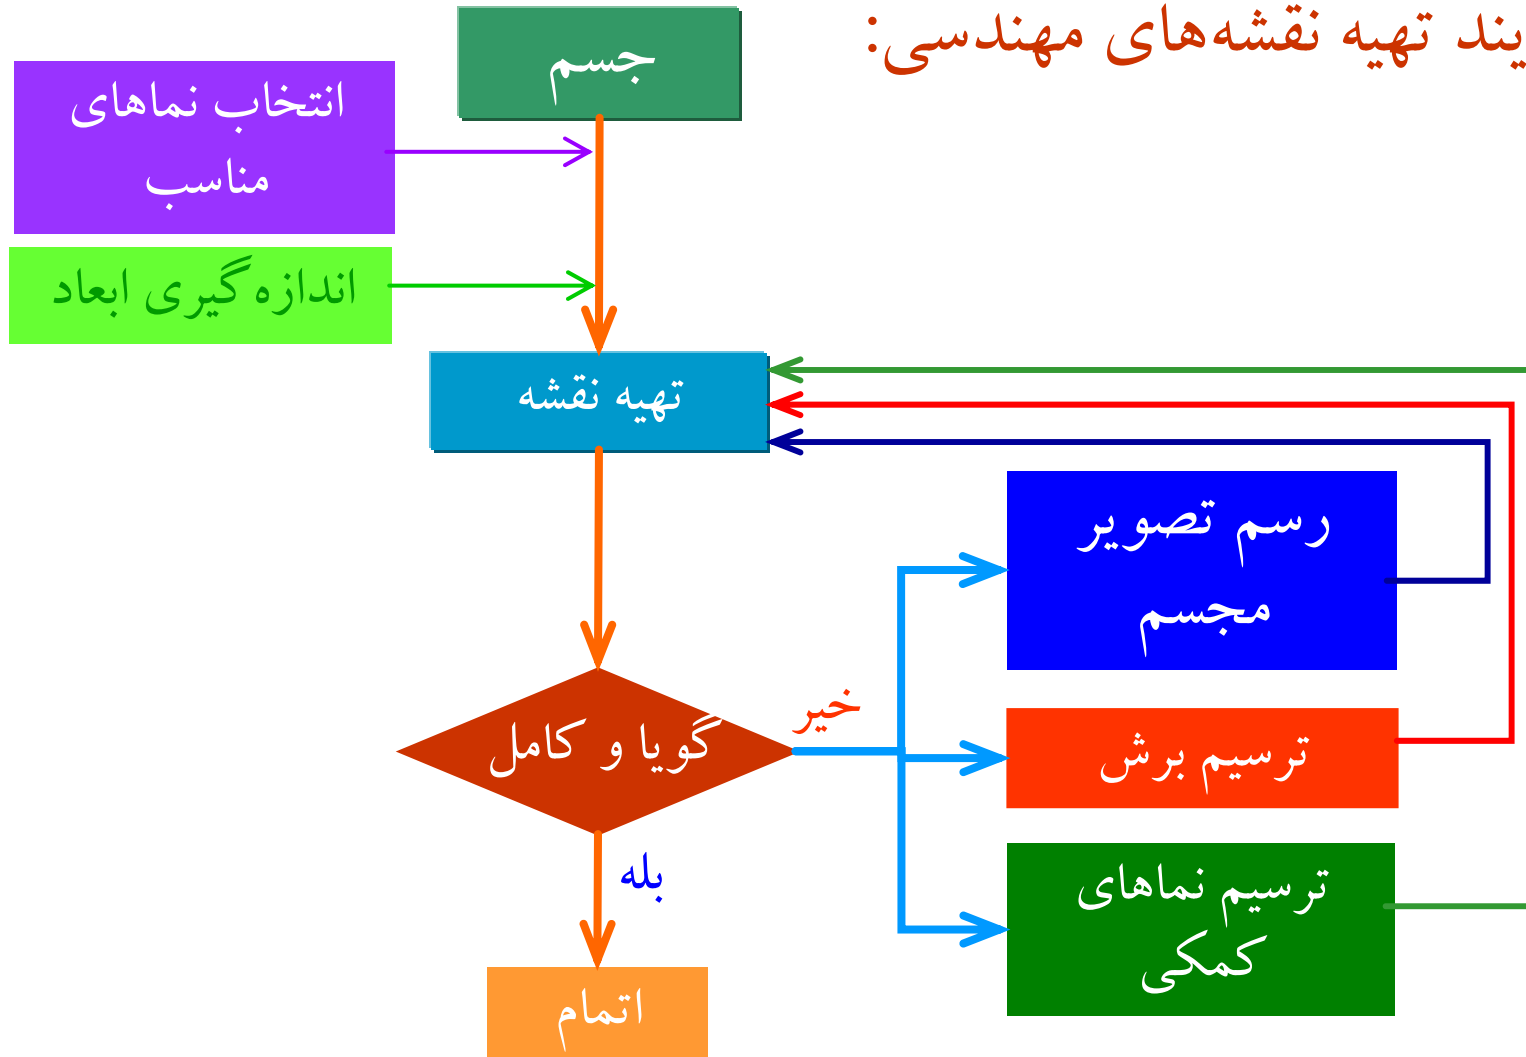 یند تهیه نقشه‌های مهندسی:
جسم
انتخاب نماهای
مناسب
اندازه‌گیری ابعاد
تهیه نقشه
رسم تصویر
مجسم
گویا و کامل
خیر
ترسیم برش
بله
ترسیم نماهای
کمکی
اتمام